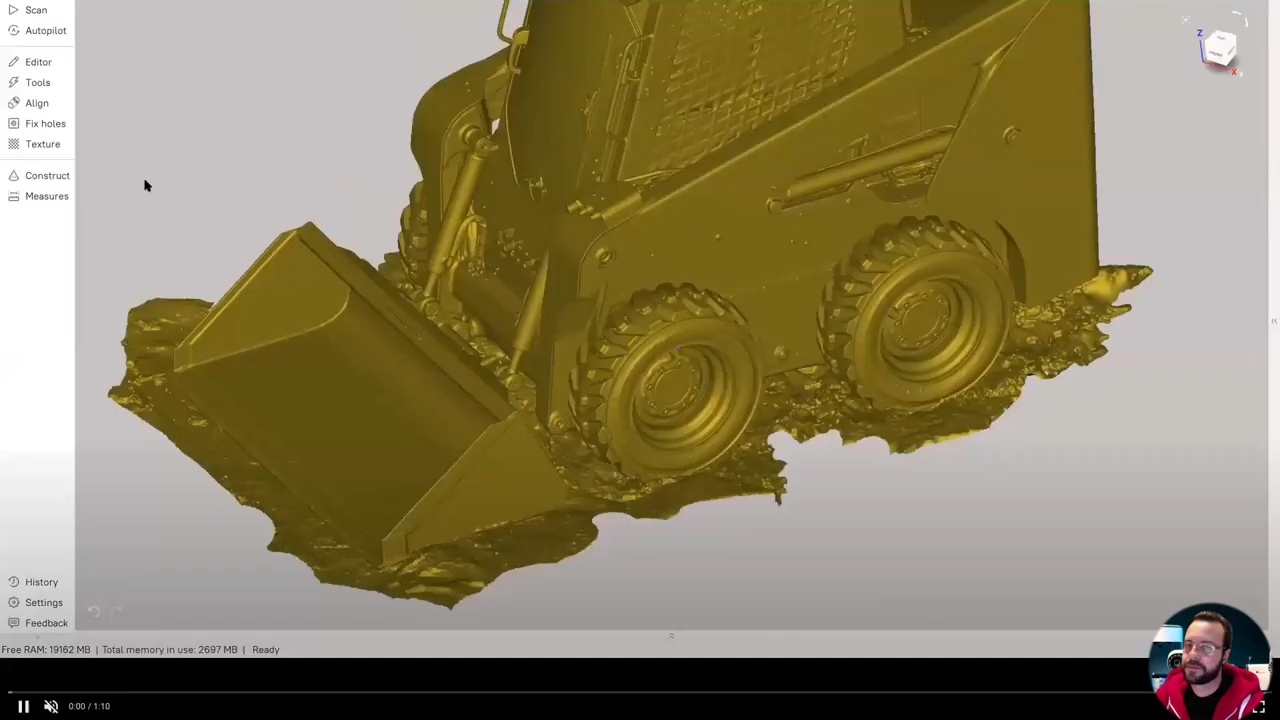 Scan
Autopilot
Editor
Tools
Align
Fix holes
Texture
Construct
Measures
Z
X
History
Settings
Feedback
Free RAM: 19162 MB | Total memory in use: 2697 MB | Ready
0:00 / 1:10